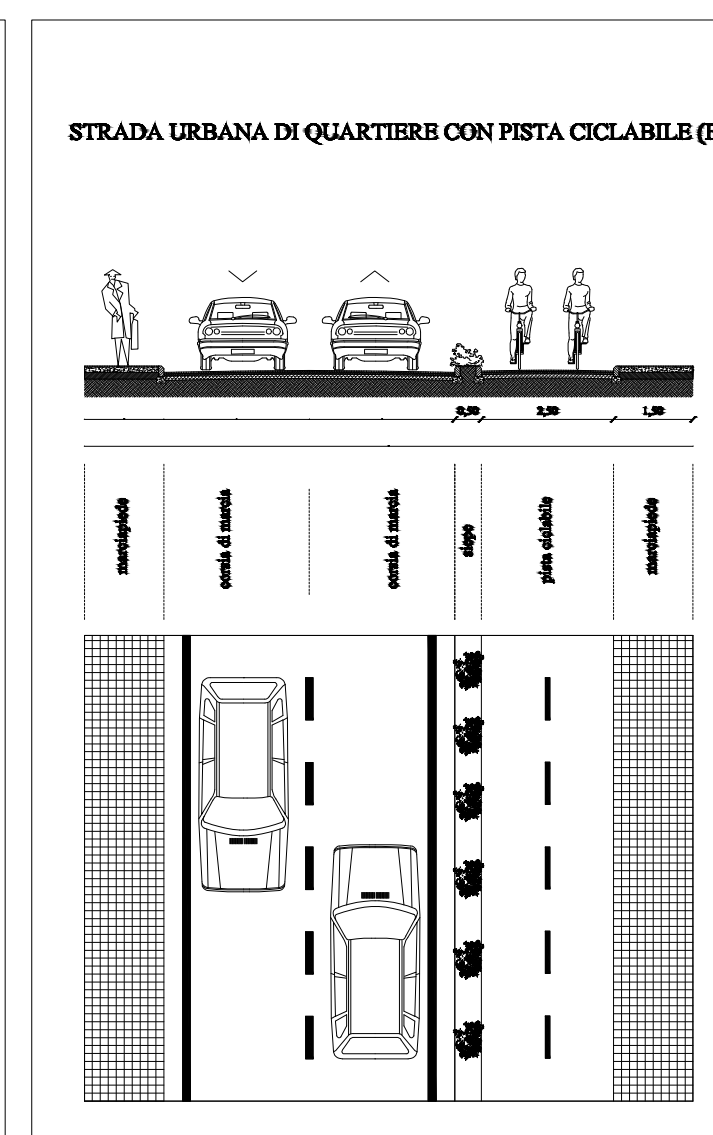 STRADA URBANA DI QUARTIERE CON PISTA CICLABILE (
0,50 2,50 1,50
marciapiede
corsia di marcia
corsia di marcia
siepe
pista ciclabile
marciapiede